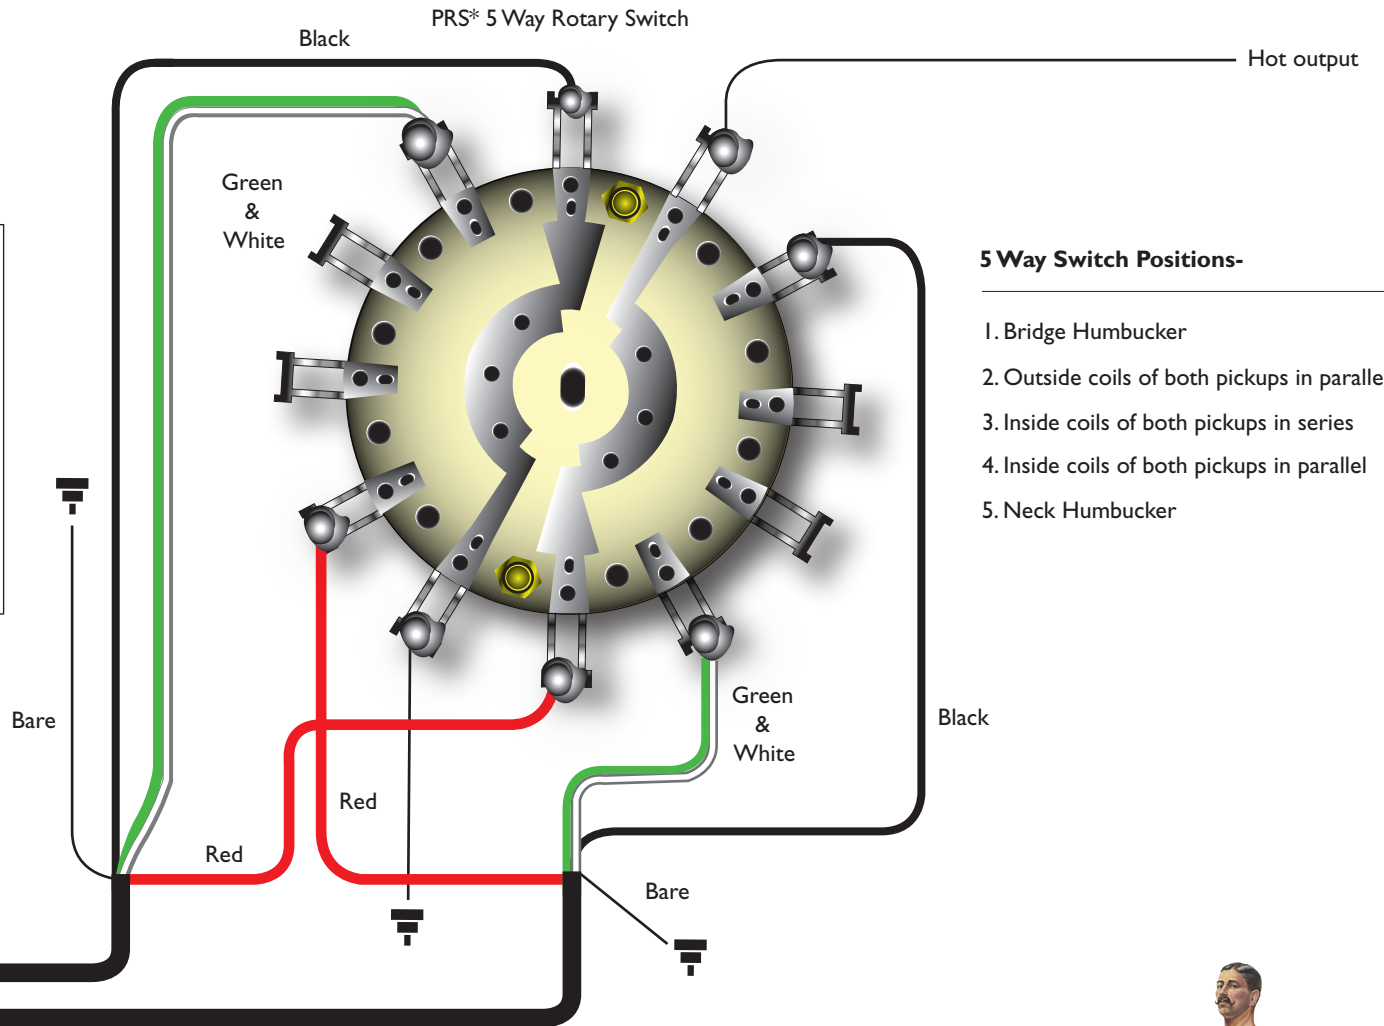 PRS* 5 Way Rotary Switch
Black
Hot output
Green
&
White
5 Way Switch Positions-
1. Bridge Humbucker
2. Outside coils of both pickups in paralle
3. Inside coils of both pickups in series
4. Inside coils of both pickups in parallel
5. Neck Humbucker
Bare
Green
&
White
Black
Red
Red
Bare